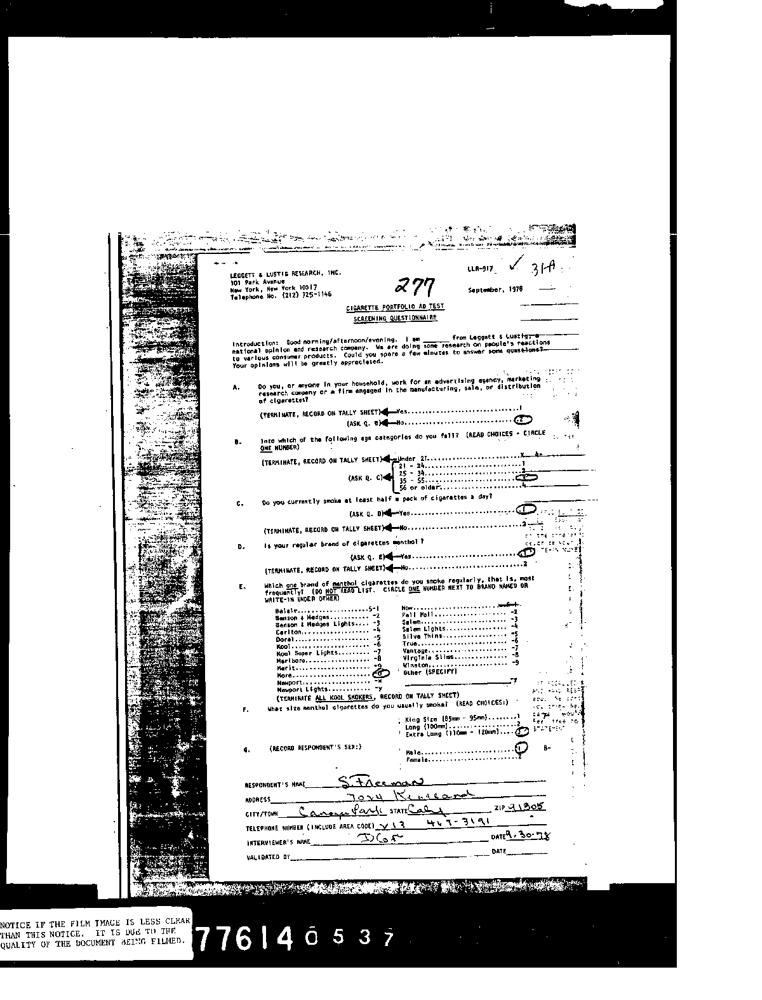 LLR-917 ✓ 31A
LEGGETT & LUSTIG RESEARCH, INC.
101 Park Avenue
New York, New York 10017
Telephone No. (212) 725-1146
277
September, 1978
CIGARETTE PORTFOLIO AD TEST
SCREENING QUESTIONNAIRE
Introduction: Good morning/afternoon/evening. I am ______ from Leggett & Lustig, a
national opinion and research company. We are doing some research on people's reactions
to various consumer products. Could you spare a few minutes to answer some questions?
Your opinions will be greatly appreciated.
A. Do you, or anyone in your household, work for an advertising agency, marketing
research company or a firm engaged in the manufacturing, sale, or distribution
of cigarettes?
(TERMINATE, RECORD ON TALLY SHEET) Yes..............................1
(ASK Q. B) No..............................2
B. Into which of the following age categories do you fall? (READ CHOICES - CIRCLE
ONE NUMBER)
(TERMINATE, RECORD ON TALLY SHEET) Under 21
21 - 24..............................1
(ASK Q. C) 25 - 34..............................2
35 - 55
56 or older
C. Do you currently smoke at least half a pack of cigarettes a day?
(ASK Q. D) Yes..............................1
(TERMINATE, RECORD ON TALLY SHEET) No..............................2
D. Is your regular brand of cigarettes menthol?
(ASK Q. E) Yes..............................1
(TERMINATE, RECORD ON TALLY SHEET) No..............................2
E. Which one brand of menthol cigarettes do you smoke regularly, that is, most
frequently? (DO NOT READ LIST. CIRCLE ONE NUMBER NEXT TO BRAND NAMED OR
WRITE-IN UNDER OTHER)
Belair....................5-1 Now....................6-1
Benson & Hedges.......... -2 Pall Mall.............. -2
Benson & Hedges Lights... -3 Salem.................. -3
Carlton.................. -4 Salem Lights........... -4
Doral.................... -5 Silva Thins............ -5
Kool..................... -6 True................... -6
Kool Super Lights........ -7 Vantage................ -7
Marlboro................. -8 Virginia Slims......... -8
Merit.................... -9 Winston................ -9
More..................... -0 Other (SPECIFY)
Newport.................. -x ____________________-y
Newport Lights........... -y
(TERMINATE ALL KOOL SMOKERS, RECORD ON TALLY SHEET)
F. What size menthol cigarettes do you usually smoke? (READ CHOICES:)
King Size (85mm - 95mm).......1
Long (100mm)..................2
Extra Long (110mm - 120mm)....3
G. (RECORD RESPONDENT'S SEX:)
Male..............................1 8-
Female
RESPONDENT'S NAME S. Freeman
ADDRESS
CITY/TOWN Canoga Park STATE Calif ZIP 91305
TELEPHONE NUMBER (INCLUDE AREA CODE) 213 467-3191
INTERVIEWER'S NAME DATE 9-30-78
VALIDATED BY DATE
NOTICE IF THE FILM IMAGE IS LESS CLEAR
THAN THIS NOTICE. IT IS DUE TO THE
QUALITY OF THE DOCUMENT BEING FILMED.
776140537